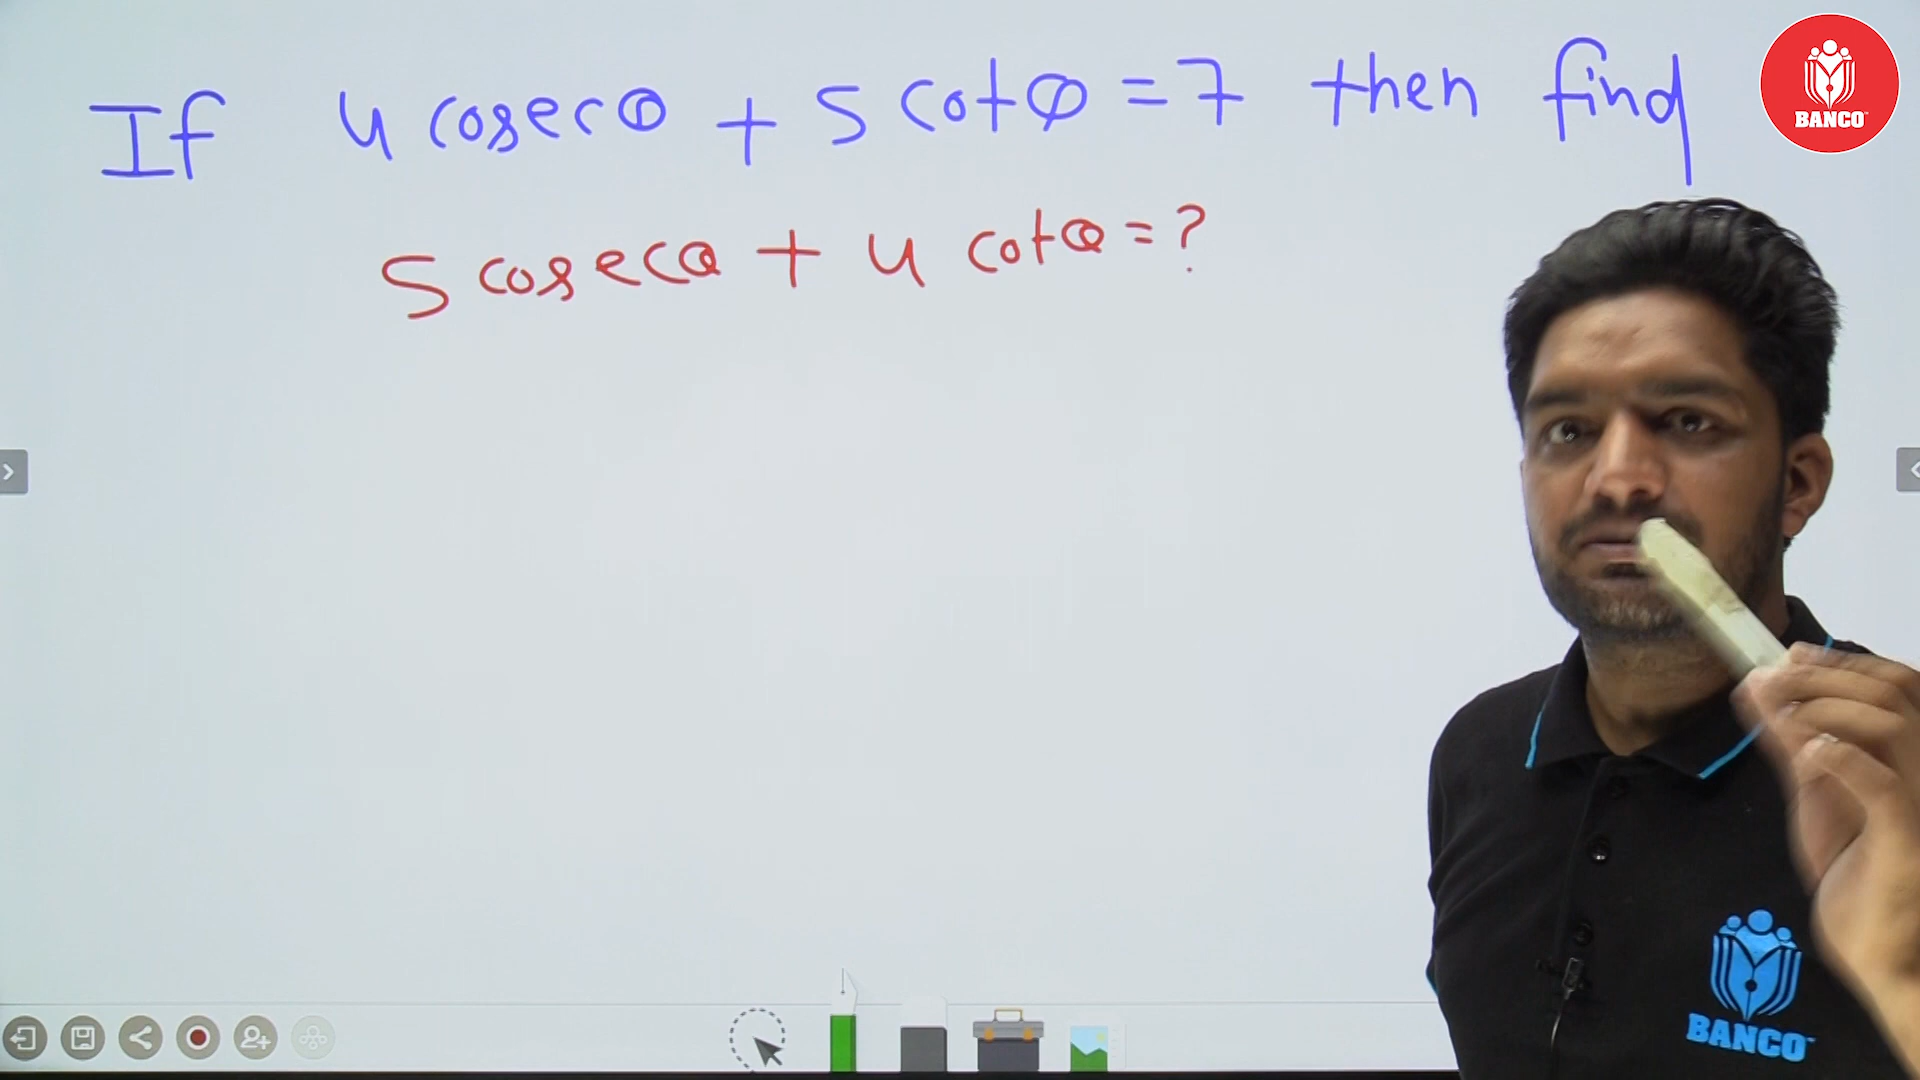 If 4 cosecθ + 5 cotθ = 7 then find
5 cosecθ + 4 cotθ = ?
BANCO
BANCO